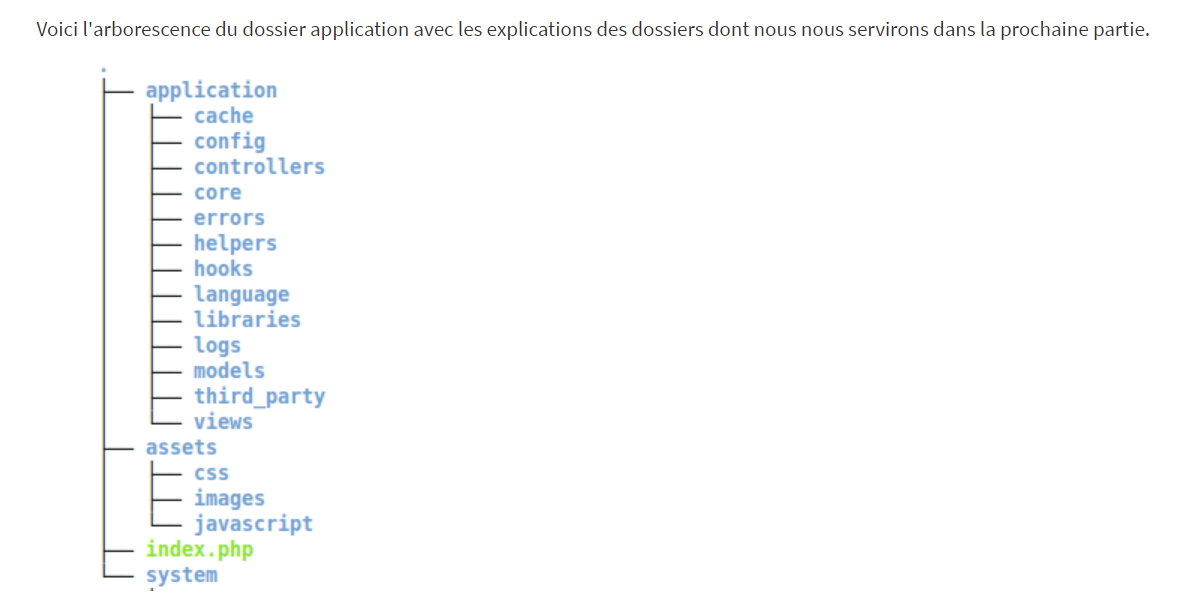 Voici l'arborescence du dossier application avec les explications des dossiers dont nous nous servirons dans la prochaine partie.
.
application
cache
config
controllers
core
errors
helpers
hooks
language
libraries
logs
models
third_party
views
assets
css
images
javascript
index.php
system